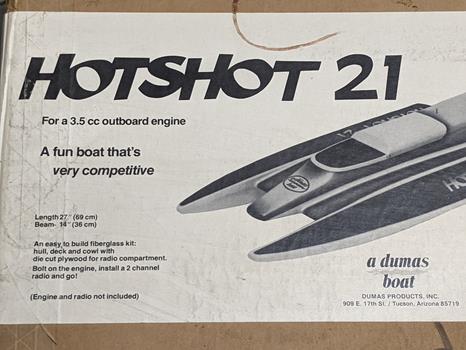 HOTSHOT 21
For a 3.5 cc outboard engine
A fun boat that's
very competitive
Length 27" (69 cm)
Beam- 14" (36 cm)
An easy to build fiberglass kit:
hull, deck and cowl with
die cut plywood for radio compartment.
Bolt on the engine, install a 2 channel
radio and go!
(Engine and radio not included)
a dumas
boat
DUMAS PRODUCTS, INC.
909 E. 17th St. / Tucson, Arizona 85719